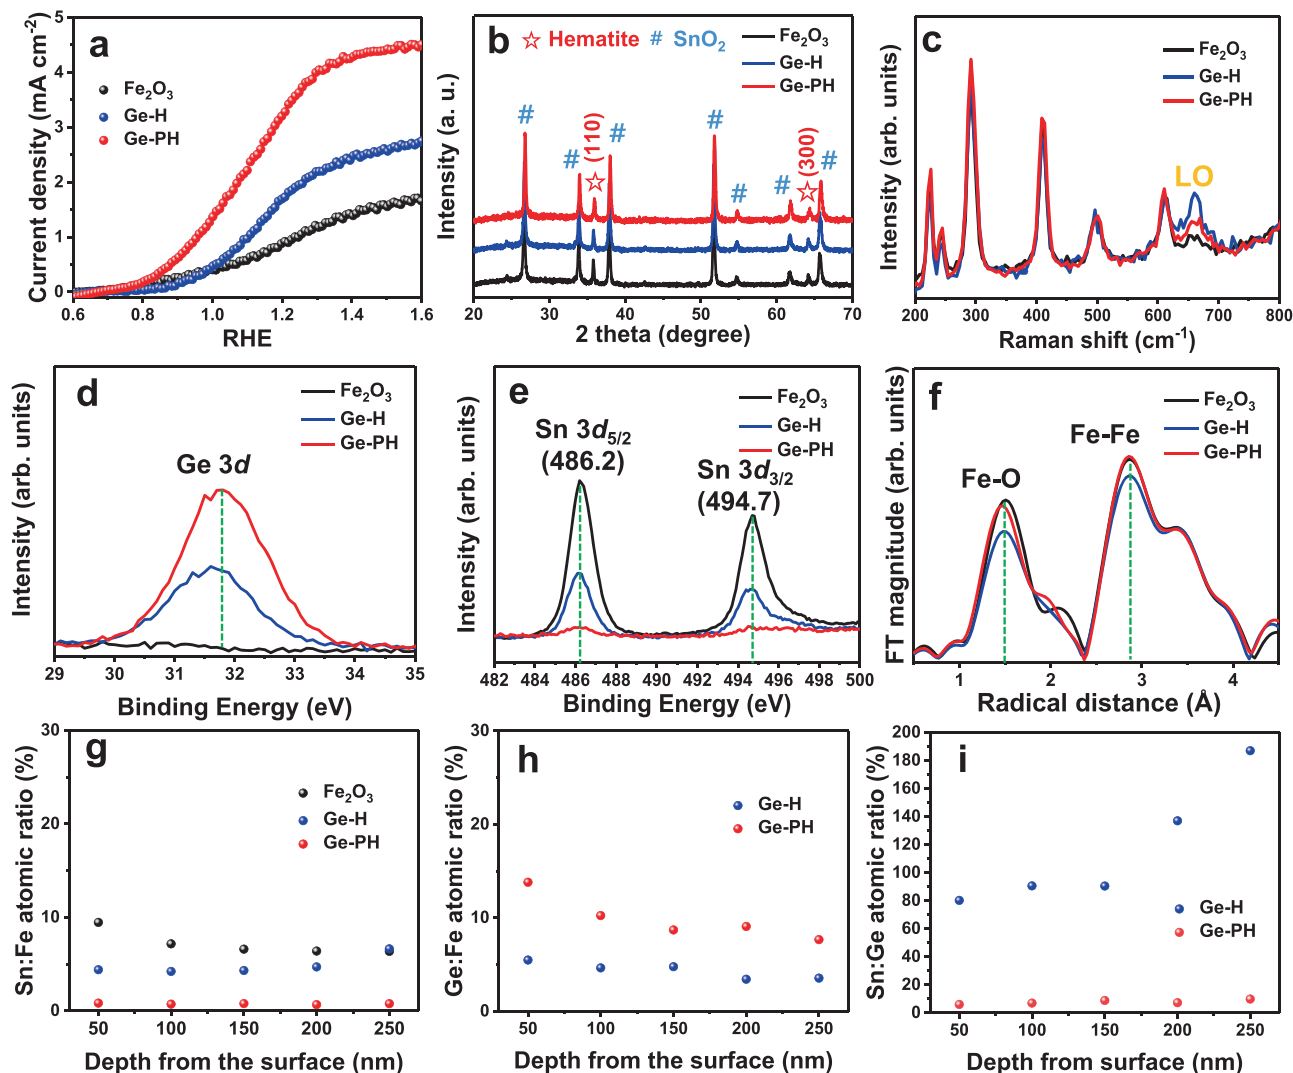 a
Fe₂O₃
Ge-H
Ge-PH
Current density (mA cm⁻²)
5
4
3
2
1
0
0.6 0.8 1.0 1.2 1.4 1.6
RHE
b
☆ Hematite # SnO₂
Fe₂O₃
Ge-H
Ge-PH
# # ☆ (110) # # # # ☆ (300) #
Intensity (a. u.)
20 30 40 50 60 70
2 theta (degree)
c
Fe₂O₃
Ge-H
Ge-PH
LO
Intensity (arb. units)
200 300 400 500 600 700 800
Raman shift (cm⁻¹)
d
Fe₂O₃
Ge-H
Ge-PH
Ge 3d
Intensity (arb. units)
29 30 31 32 33 34 35
Binding Energy (eV)
e
Fe₂O₃
Ge-H
Ge-PH
Sn 3d₅/₂
(486.2)
Sn 3d₃/₂
(494.7)
Intensity (arb. units)
482 484 486 488 490 492 494 496 498 500
Binding Energy (eV)
f
Fe₂O₃
Ge-H
Ge-PH
Fe-Fe
Fe-O
FT magnitude (arb. units)
1 2 3 4
Radical distance (Å)
g
Fe₂O₃
Ge-H
Ge-PH
Sn:Fe atomic ratio (%)
30
20
10
0
50 100 150 200 250
Depth from the surface (nm)
h
Ge-H
Ge-PH
Ge:Fe atomic ratio (%)
30
20
10
0
50 100 150 200 250
Depth from the surface (nm)
i
Ge-H
Ge-PH
Sn:Ge atomic ratio (%)
200
180
160
140
120
100
80
60
40
20
0
50 100 150 200 250
Depth from surface (nm)